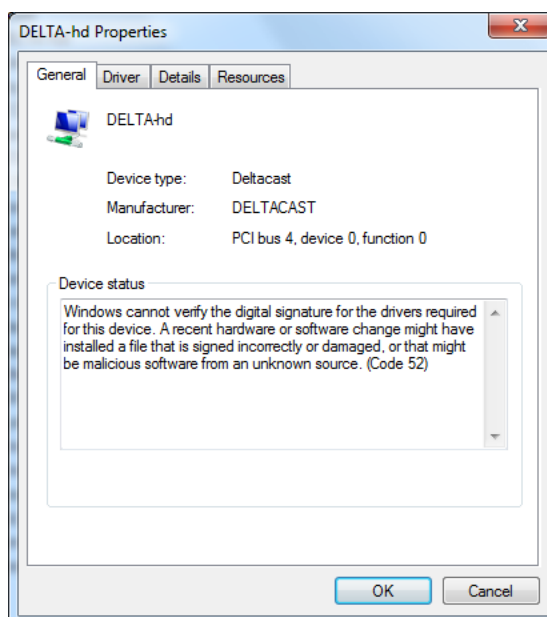 DELTA-hd Properties
General Driver Details Resources
DELTA-hd
Device type: Deltacast
Manufacturer: DELTACAST
Location: PCI bus 4, device 0, function 0
Device status
Windows cannot verify the digital signature for the drivers required
for this device. A recent hardware or software change might have
installed a file that is signed incorrectly or damaged, or that might
be malicious software from an unknown source. (Code 52)
OK Cancel